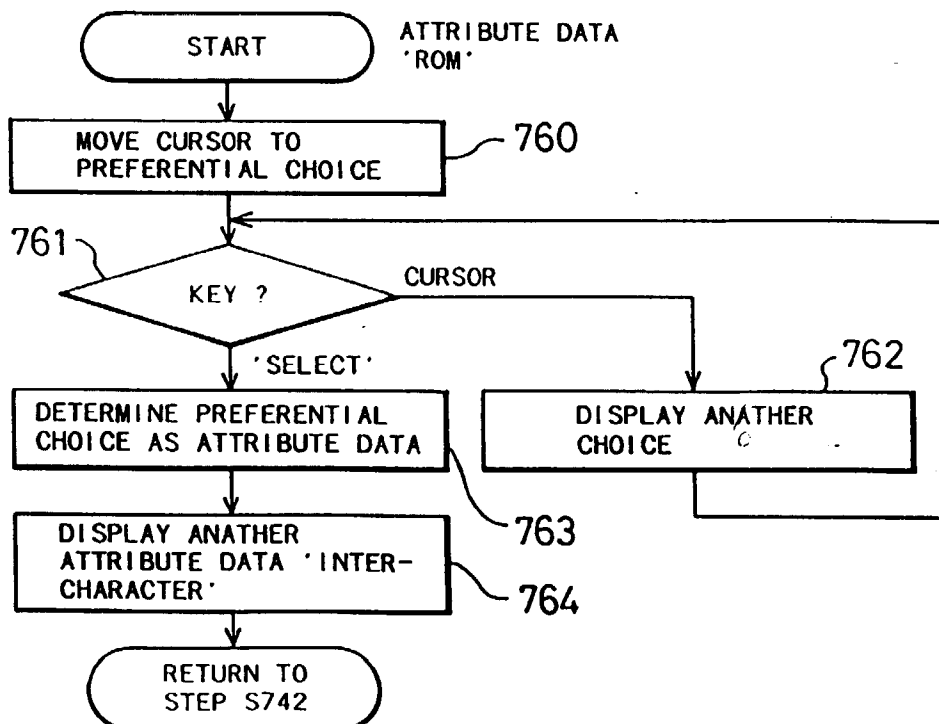 START
ATTRIBUTE DATA
'ROM'
MOVE CURSOR TO
PREFERENTIAL CHOICE
760
761
KEY ?
CURSOR
'SELECT'
762
DETERMINE PREFERENTIAL
CHOICE AS ATTRIBUTE DATA
DISPLAY ANATHER
CHOICE
763
DISPLAY ANATHER
ATTRIBUTE DATA 'INTER-
CHARACTER'
764
RETURN TO
STEP S742